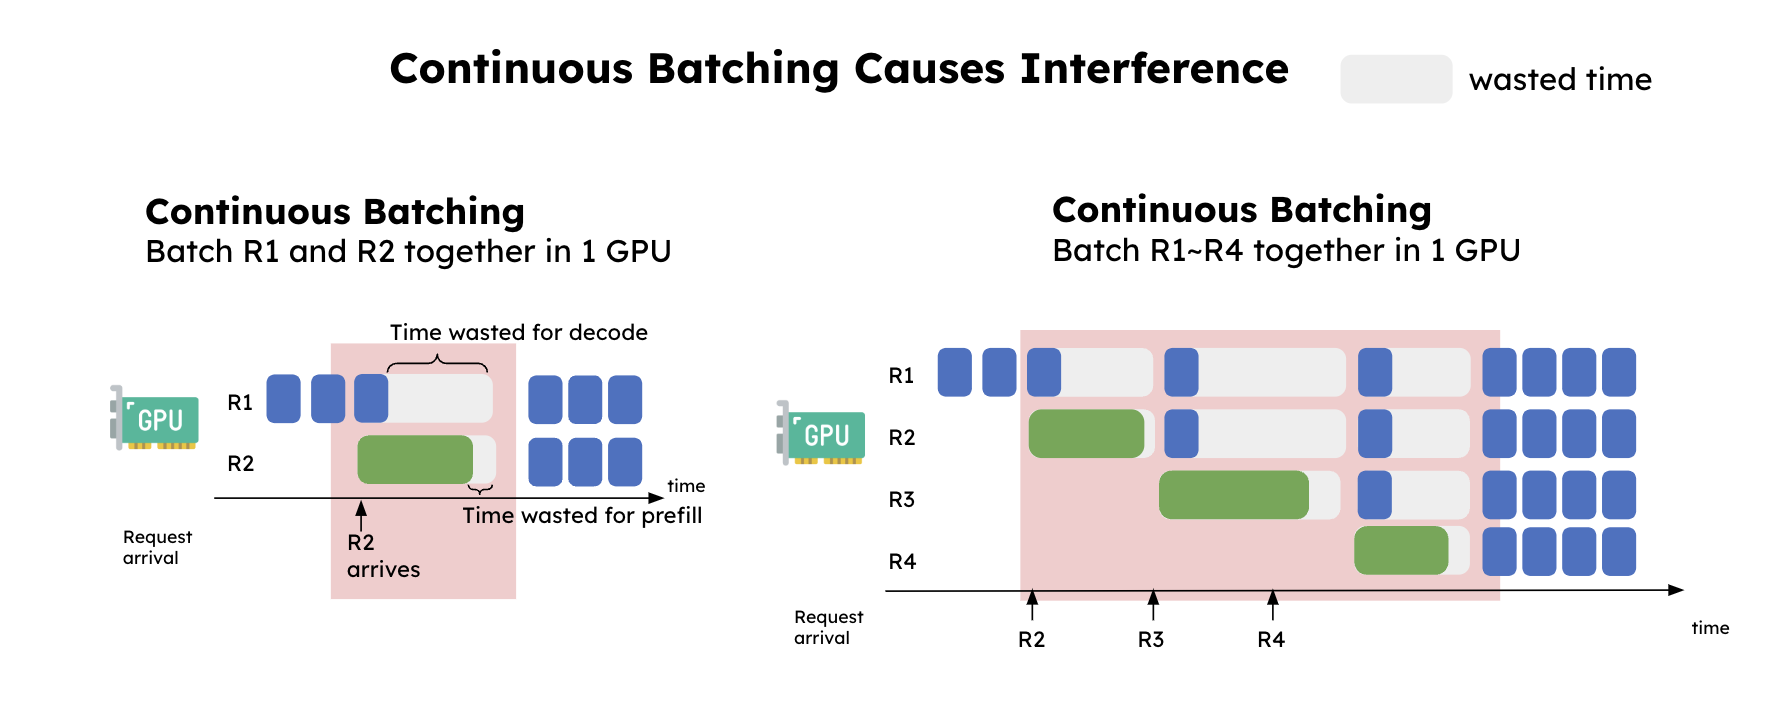 Continuous Batching Causes Interference
wasted time
Continuous Batching
Batch R1 and R2 together in 1 GPU
Time wasted for decode
GPU
R1
R2
time
Time wasted for prefill
R2
arrives
Request
arrival
Continuous Batching
Batch R1~R4 together in 1 GPU
GPU
R1
R2
R3
R4
Request
arrival
R2
R3
R4
time